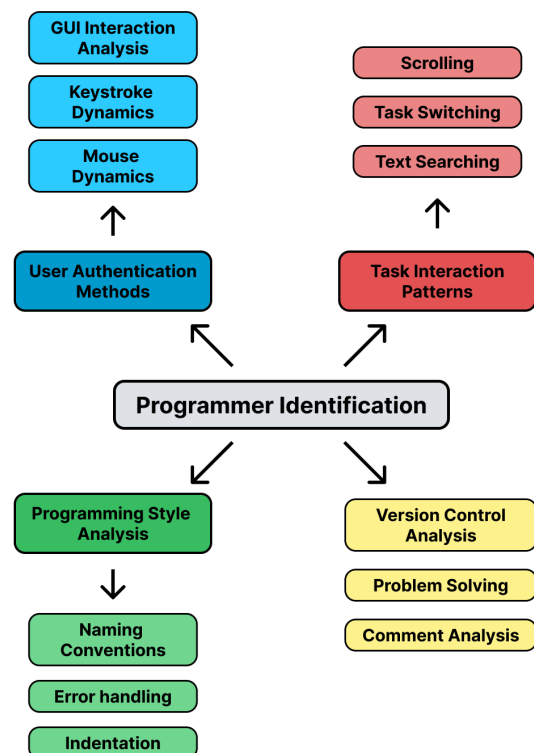 GUI Interaction
Analysis
Keystroke
Dynamics
Mouse
Dynamics
User Authentication
Methods
Scrolling
Task Switching
Text Searching
Task Interaction
Patterns
Programmer Identification
Programming Style
Analysis
Naming
Conventions
Error handling
Indentation
Version Control
Analysis
Problem Solving
Comment Analysis